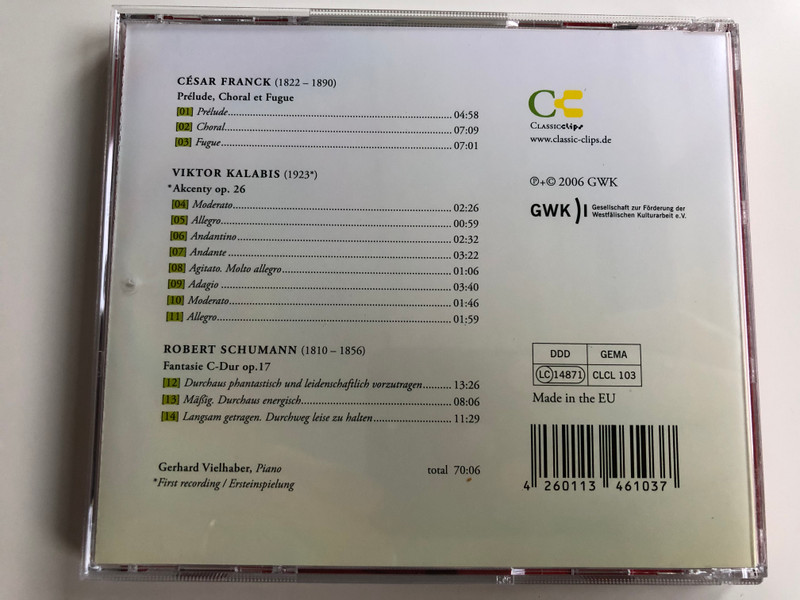 CÉSAR FRANCK (1822 – 1890)
Prélude, Choral et Fugue
[01] Prélude 04:58
[02] Choral 07:09
[03] Fugue 07:01
VIKTOR KALABIS (1923*)
*Akcenty op. 26
[04] Moderato 02:26
[05] Allegro 00:59
[06] Andantino 02:32
[07] Andante 03:22
[08] Agitato. Molto allegro 01:06
[09] Adagio 03:40
[10] Moderato 01:46
[11] Allegro 01:59
ROBERT SCHUMANN (1810 – 1856)
Fantasie C-Dur op.17
[12] Durchaus phantastisch und leidenschaftlich vorzutragen 13:26
[13] Mäßig. Durchaus energisch 08:06
[14] Langsam getragen. Durchweg leise zu halten 11:29
Gerhard Vielhaber, Piano total 70:06
*First recording / Ersteinspielung
CC
CLASSICclips
www.classic-clips.de
℗+© 2006 GWK
GWK)I Gesellschaft zur Förderung der
Westfälischen Kulturarbeit e.V.
DDD GEMA
LC 14871 CLCL 103
Made in the EU
4 260113 461037